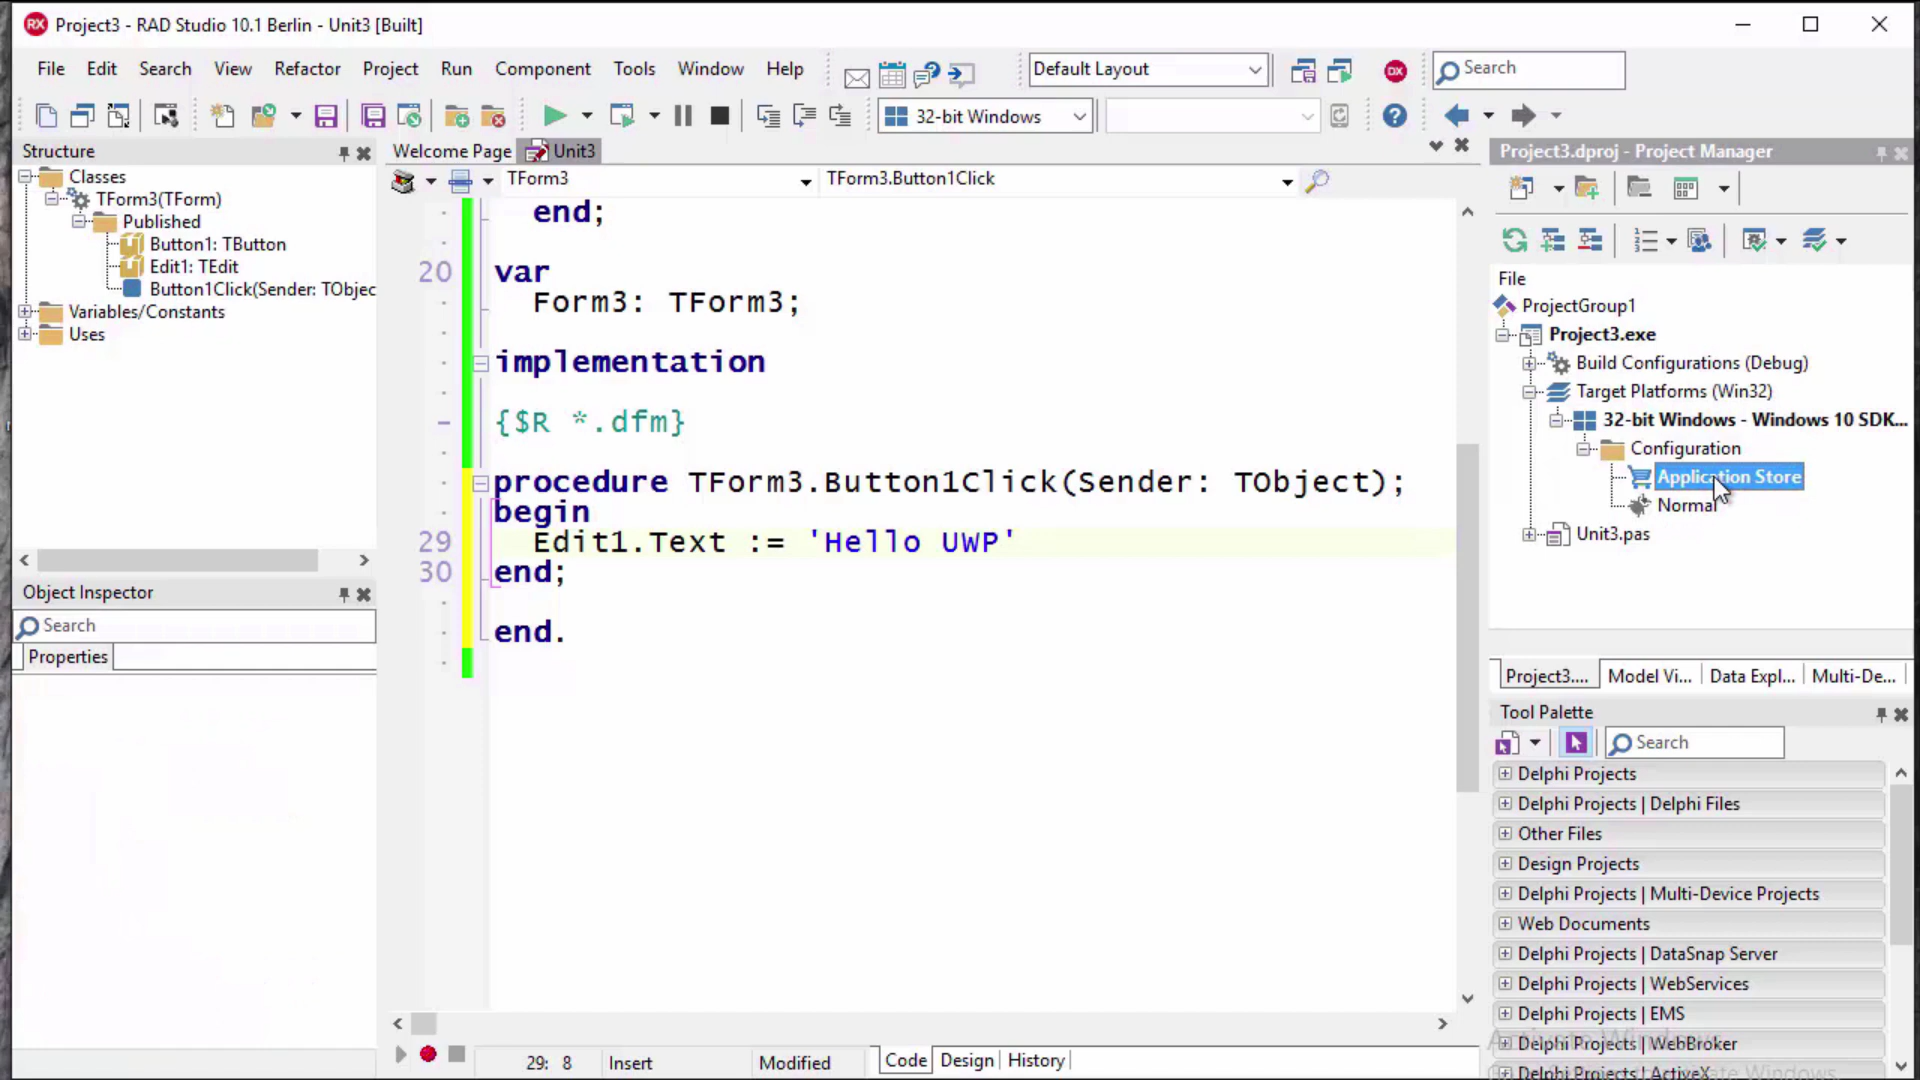 Project3 - RAD Studio 10.1 Berlin - Unit3 [Built]
File Edit Search View Refactor Project Run Component Tools Window Help
Default Layout
Search
32-bit Windows
Structure
Classes
TForm3(TForm)
Published
Button1: TButton
Edit1: TEdit
Button1Click(Sender: TObjec
Variables/Constants
Uses
Object Inspector
Search
Properties
Welcome Page
Unit3
TForm3
TForm3.Button1Click
end;
20
var
Form3: TForm3;
implementation
{$R *.dfm}
procedure TForm3.Button1Click(Sender: TObject);
begin
29
Edit1.Text := 'Hello UWP'
30
end;
end.
29: 8
Insert
Modified
Code
Design
History
Project3.dproj - Project Manager
File
ProjectGroup1
Project3.exe
Build Configurations (Debug)
Target Platforms (Win32)
32-bit Windows - Windows 10 SDK...
Configuration
Application Store
Normal
Unit3.pas
Project3....
Model Vi...
Data Expl...
Multi-De...
Tool Palette
Search
Delphi Projects
Delphi Projects | Delphi Files
Other Files
Design Projects
Delphi Projects | Multi-Device Projects
Web Documents
Delphi Projects | DataSnap Server
Delphi Projects | WebServices
Delphi Projects | EMS
Activate Windows
Delphi Projects | WebBroker
Delphi Projects | ActiveX